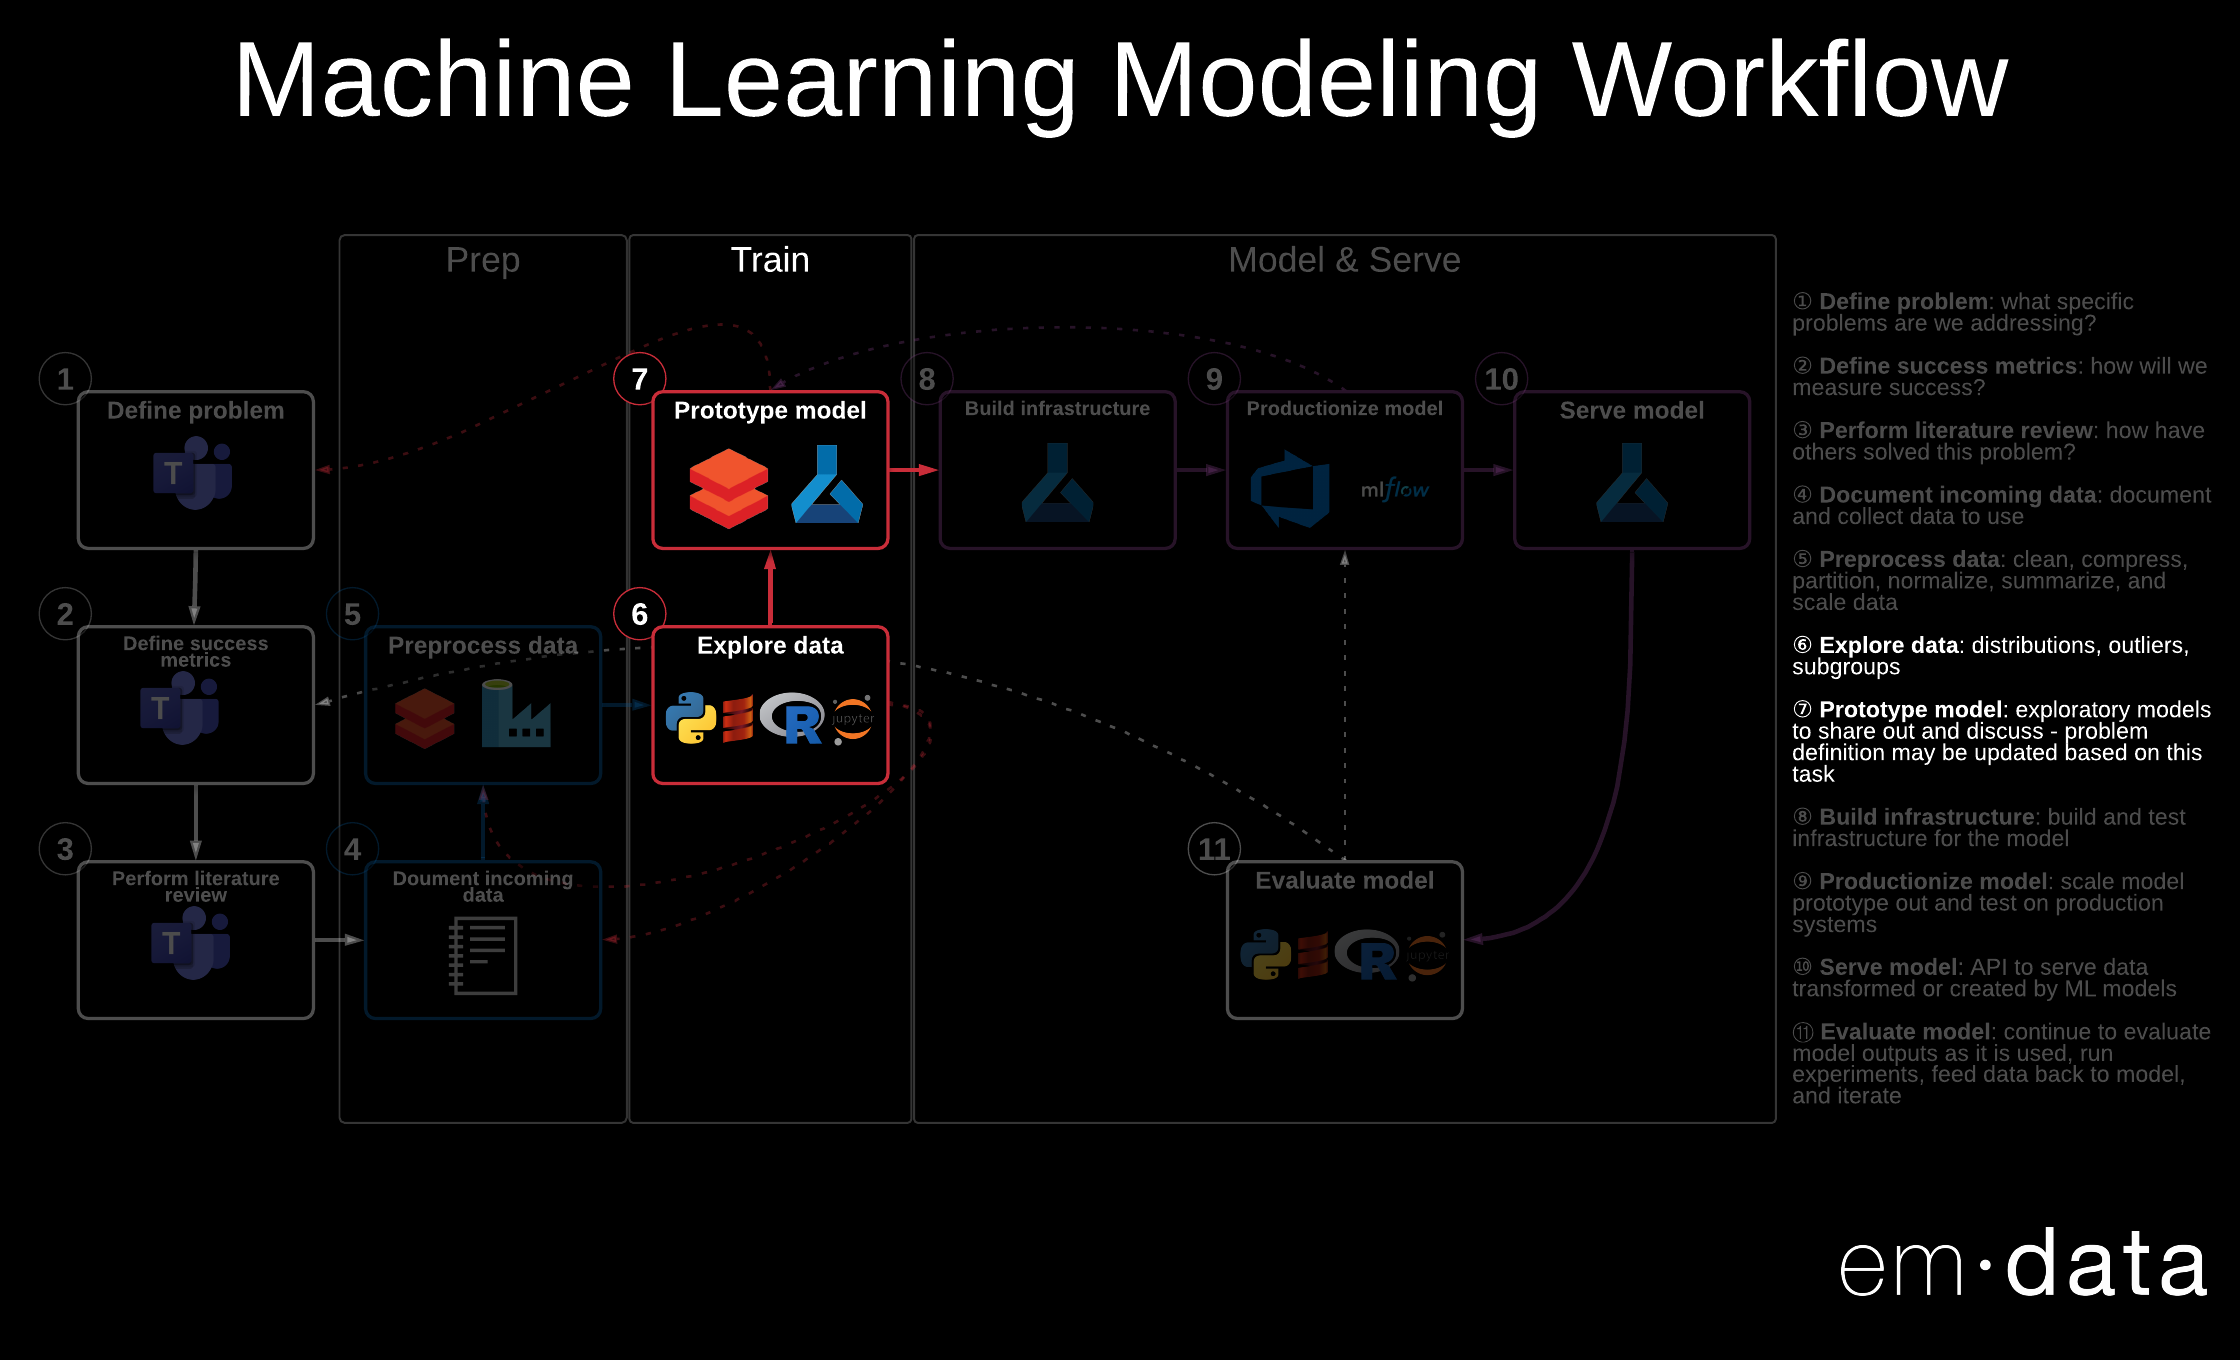 Machine Learning Modeling Workflow
Prep
Train
Model & Serve
1
Define problem
T
2
Define success
metrics
T
3
Perform literature
review
T
4
Doument incoming
data
5
Preprocess data
6
Explore data
R
jupyter
7
Prototype model
8
Build infrastructure
9
Productionize model
mlflow
10
Serve model
11
Evaluate model
R
jupyter
① Define problem: what specific
problems are we addressing?
② Define success metrics: how will we
measure success?
③ Perform literature review: how have
others solved this problem?
④ Document incoming data: document
and collect data to use
⑤ Preprocess data: clean, compress,
partition, normalize, summarize, and
scale data
⑥ Explore data: distributions, outliers,
subgroups
⑦ Prototype model: exploratory models
to share out and discuss - problem
definition may be updated based on this
task
⑧ Build infrastructure: build and test
infrastructure for the model
⑨ Productionize model: scale model
prototype out and test on production
systems
⑩ Serve model: API to serve data
transformed or created by ML models
⑪ Evaluate model: continue to evaluate
model outputs as it is used, run
experiments, feed data back to model,
and iterate
em·data